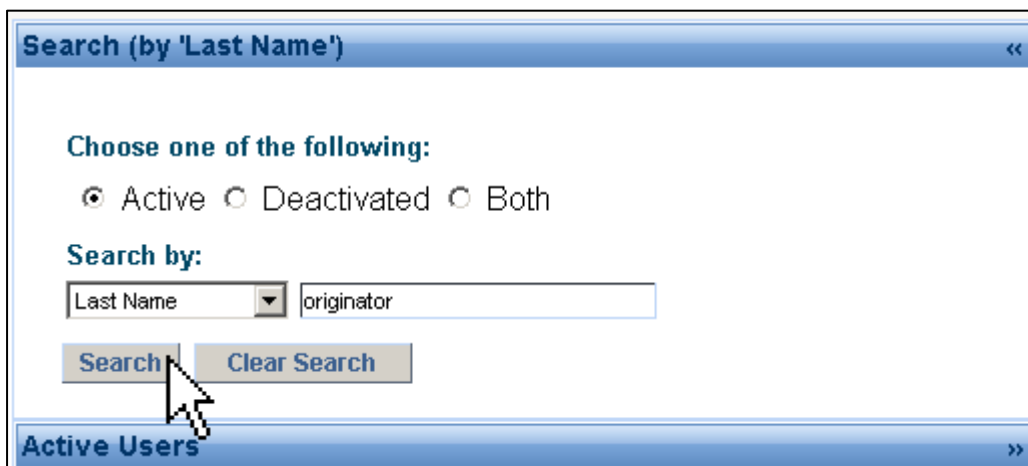 Search (by 'Last Name') «
Choose one of the following:
Active Deactivated Both
Search by:
Last Name originator
Search Clear Search
Active Users »